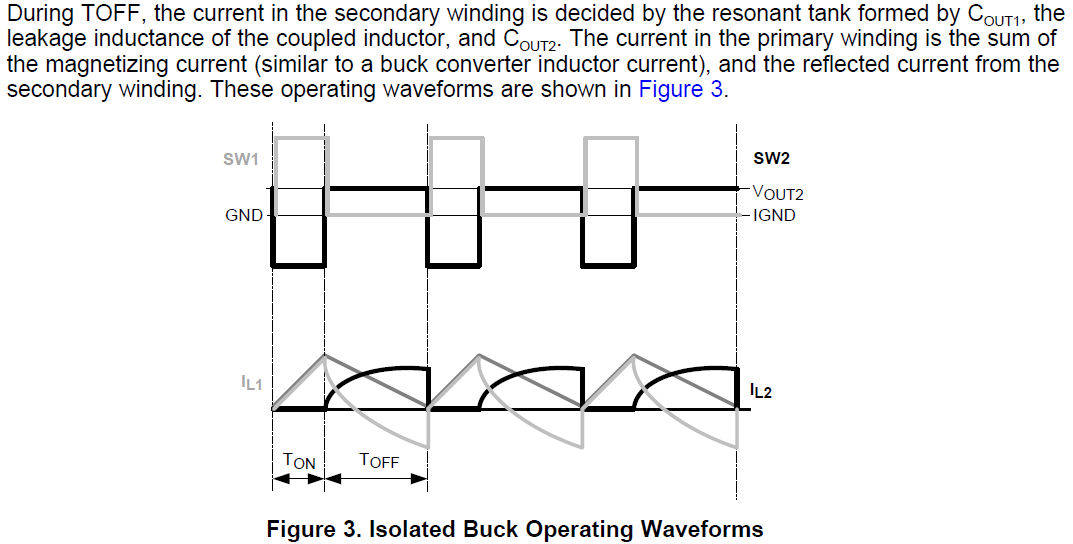 During TOFF, the current in the secondary winding is decided by the resonant tank formed by COUT1, the
leakage inductance of the coupled inductor, and COUT2. The current in the primary winding is the sum of
the magnetizing current (similar to a buck converter inductor current), and the reflected current from the
secondary winding. These operating waveforms are shown in Figure 3.
SW1
SW2
VOUT2
GND
IGND
IL1
IL2
TON
TOFF
Figure 3. Isolated Buck Operating Waveforms